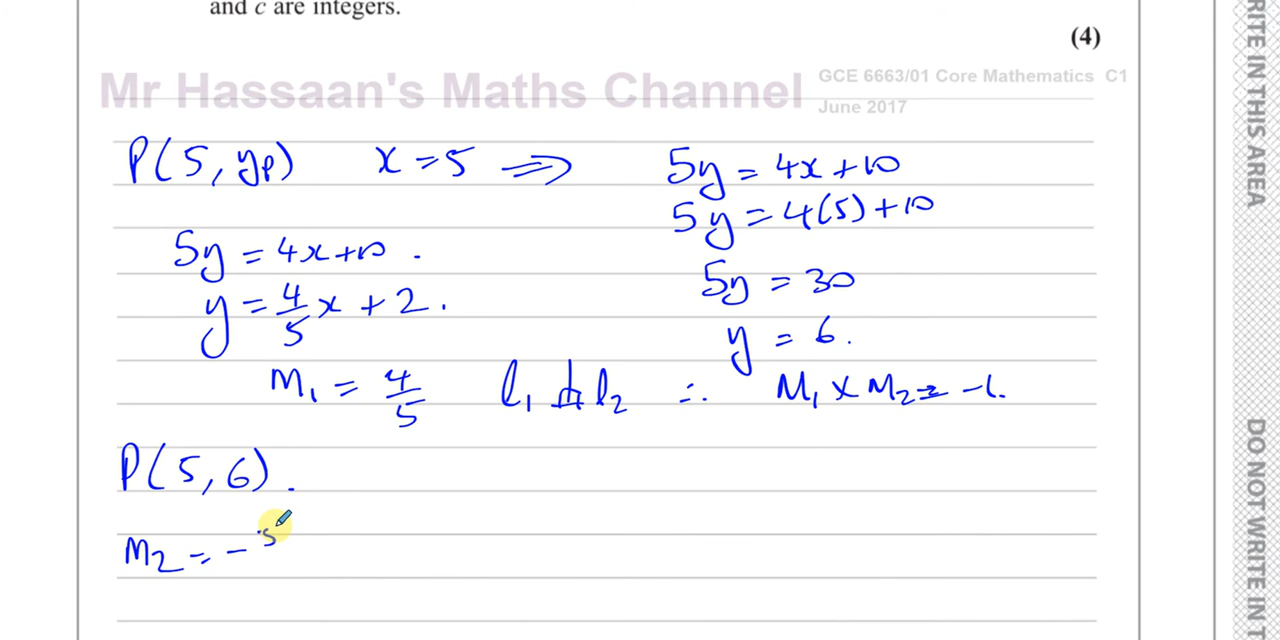 and c are integers.
(4)
Mr Hassaan's Maths Channel
GCE 6663/01 Core Mathematics C1
June 2017
P(5, yp) x = 5 ⇒ 5y = 4x + 10
5y = 4(5) + 10
5y = 4x + 10 .
5y = 30
y = 4/5 x + 2 .
y = 6 .
m₁ = 4/5 l₁ ⊥ l₂ ∴ M₁ × M₂ = -1.
P(5, 6) .
m₂ = - 5
RITE IN THIS AREA
DO NOT WRITE IN T